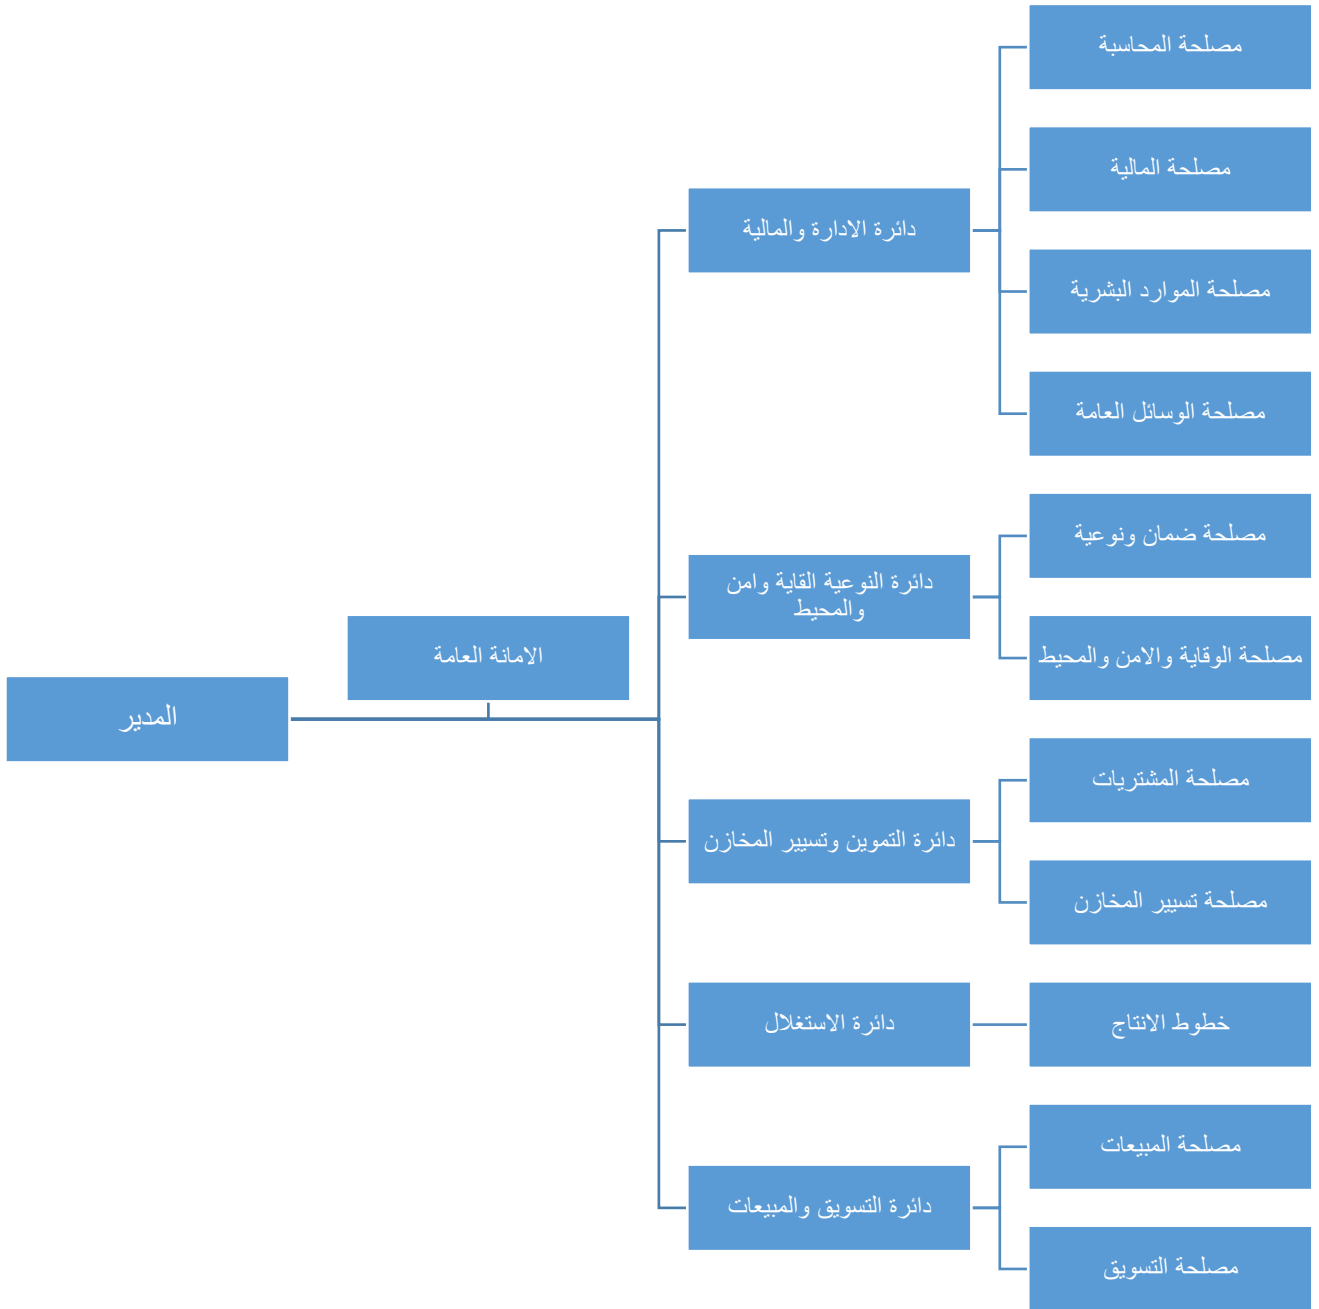 المدير
الامانة العامة
دائرة الادارة والمالية
مصلحة المحاسبة
مصلحة المالية
مصلحة الموارد البشرية
مصلحة الوسائل العامة
دائرة النوعية القاية وامن
والمحيط
مصلحة ضمان ونوعية
مصلحة الوقاية والامن والمحيط
دائرة التموين وتسيير المخازن
مصلحة المشتريات
مصلحة تسيير المخازن
دائرة الاستغلال
خطوط الانتاج
دائرة التسويق والمبيعات
مصلحة المبيعات
مصلحة التسويق